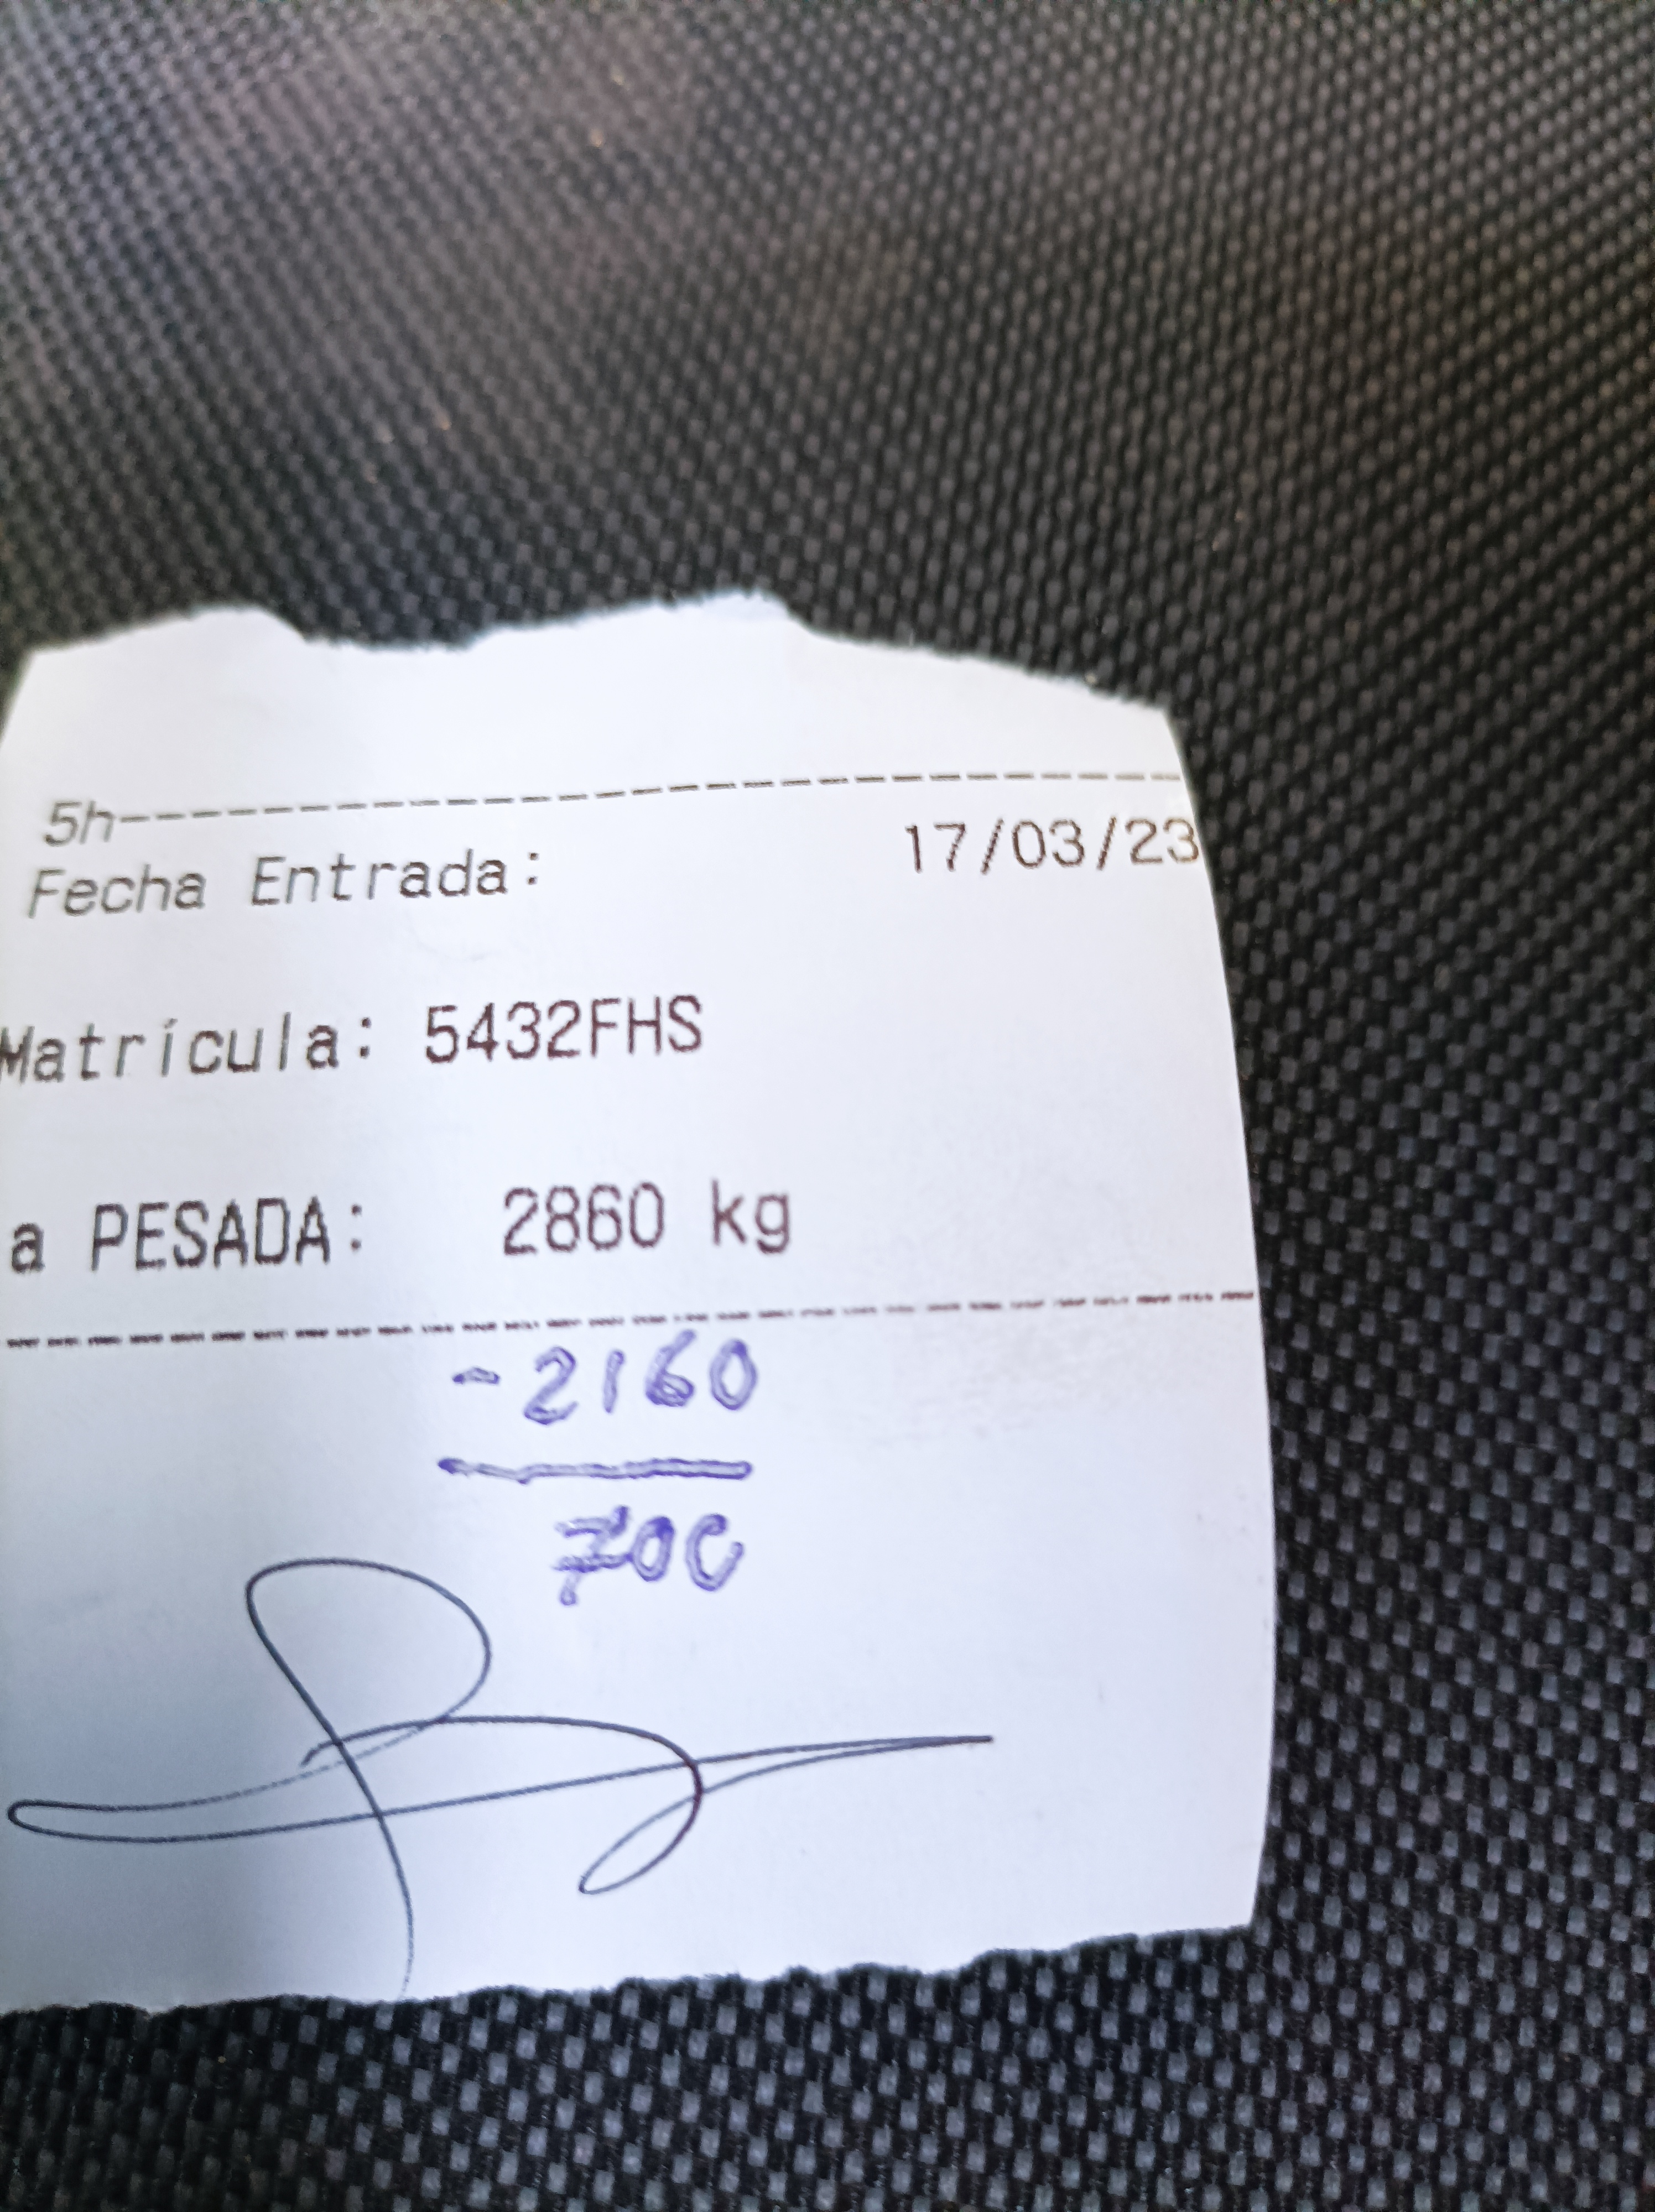 5h------------------------------
Fecha Entrada: 17/03/23
Matrícula: 5432FHS
a PESADA: 2860 kg
-2160
700